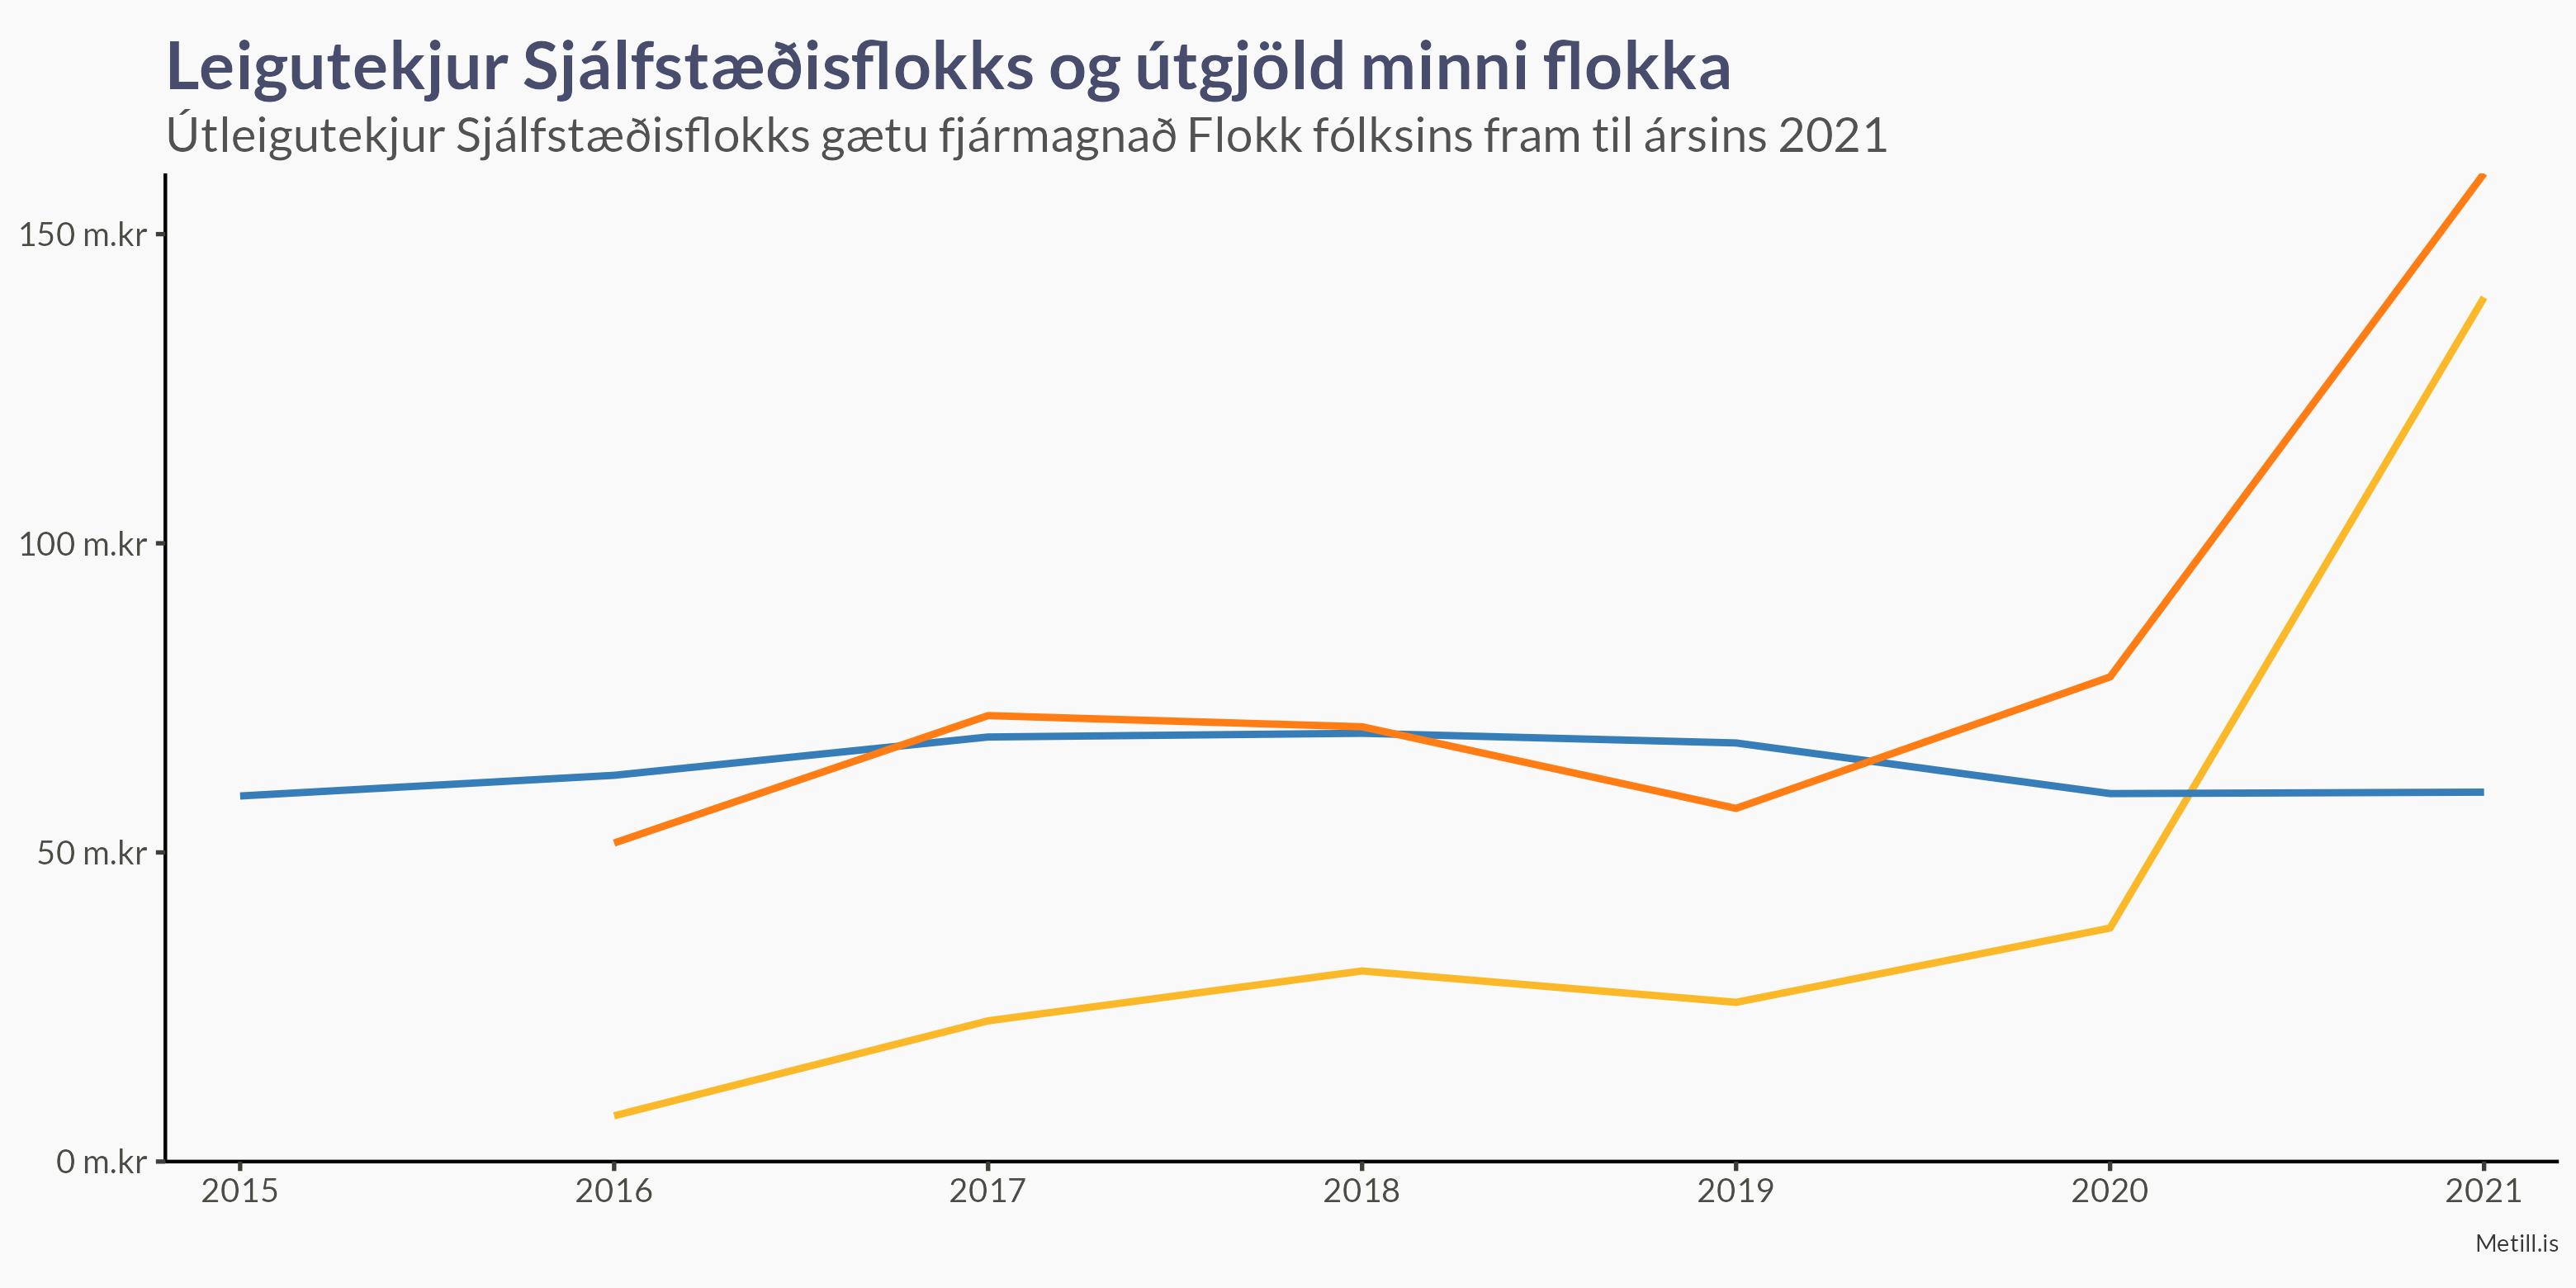 Leigutekjur Sjálfstæðisflokks og útgjöld minni flokka
Útleigutekjur Sjálfstæðisflokks gætu fjármagnað Flokk fólksins fram til ársins 2021
150 m.kr
100 m.kr
50 m.kr
0 m.kr
2015 2016 2017 2018 2019 2020 2021
Metill.is